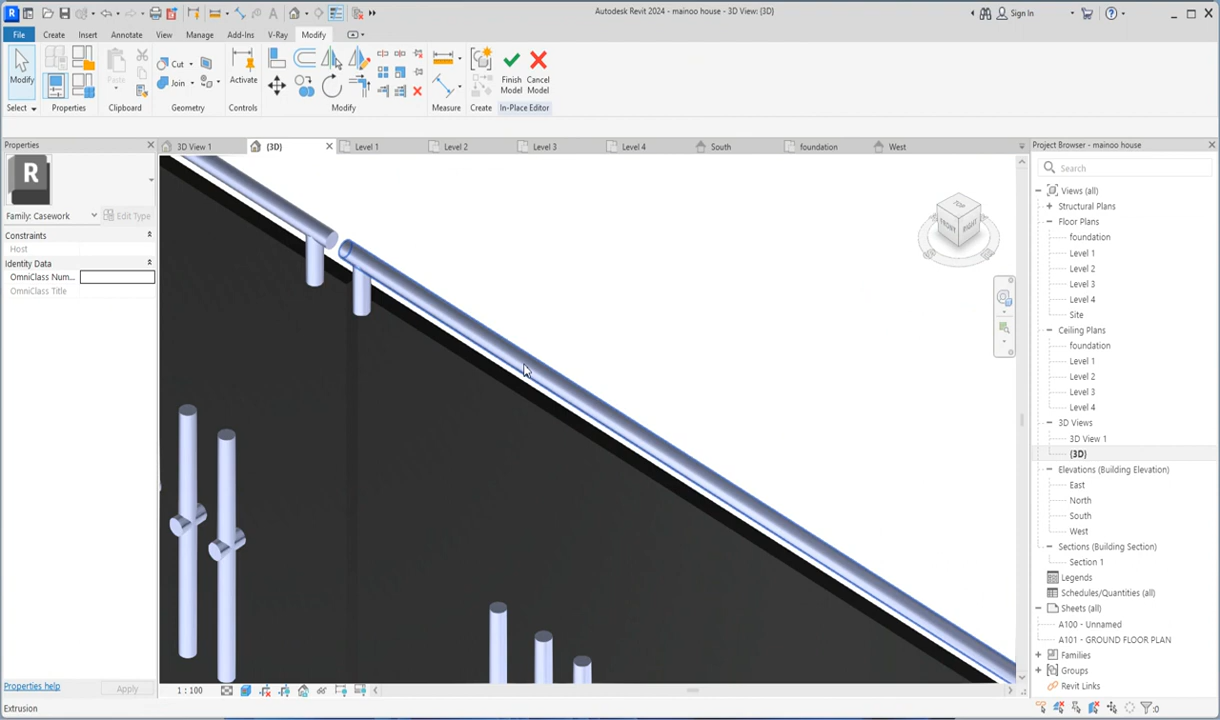 Autodesk Revit 2024 - mainoo house - 3D View: {3D}
Sign In
File
Create
Insert
Annotate
View
Manage
Add-Ins
V-Ray
Modify
Modify
Select
Properties
Paste
Clipboard
Cut
Join
Geometry
Activate
Controls
Modify
Measure
Create
Finish
Model
Cancel
Model
In-Place Editor
Properties
3D View 1
{3D}
Level 1
Level 2
Level 3
Level 4
South
foundation
West
Project Browser - mainoo house
R
Family: Casework
Edit Type
Constraints
Host
Identity Data
OmniClass Num...
OmniClass Title
TOP
FRONT
RIGHT
Search
Views (all)
Structural Plans
Floor Plans
foundation
Level 1
Level 2
Level 3
Level 4
Site
Ceiling Plans
foundation
Level 1
Level 2
Level 3
Level 4
3D Views
3D View 1
{3D}
Elevations (Building Elevation)
East
North
South
West
Sections (Building Section)
Section 1
Legends
Schedules/Quantities (all)
Sheets (all)
A100 - Unnamed
A101 - GROUND FLOOR PLAN
Families
Groups
Revit Links
Properties help
Apply
1 : 100
Extrusion
:0